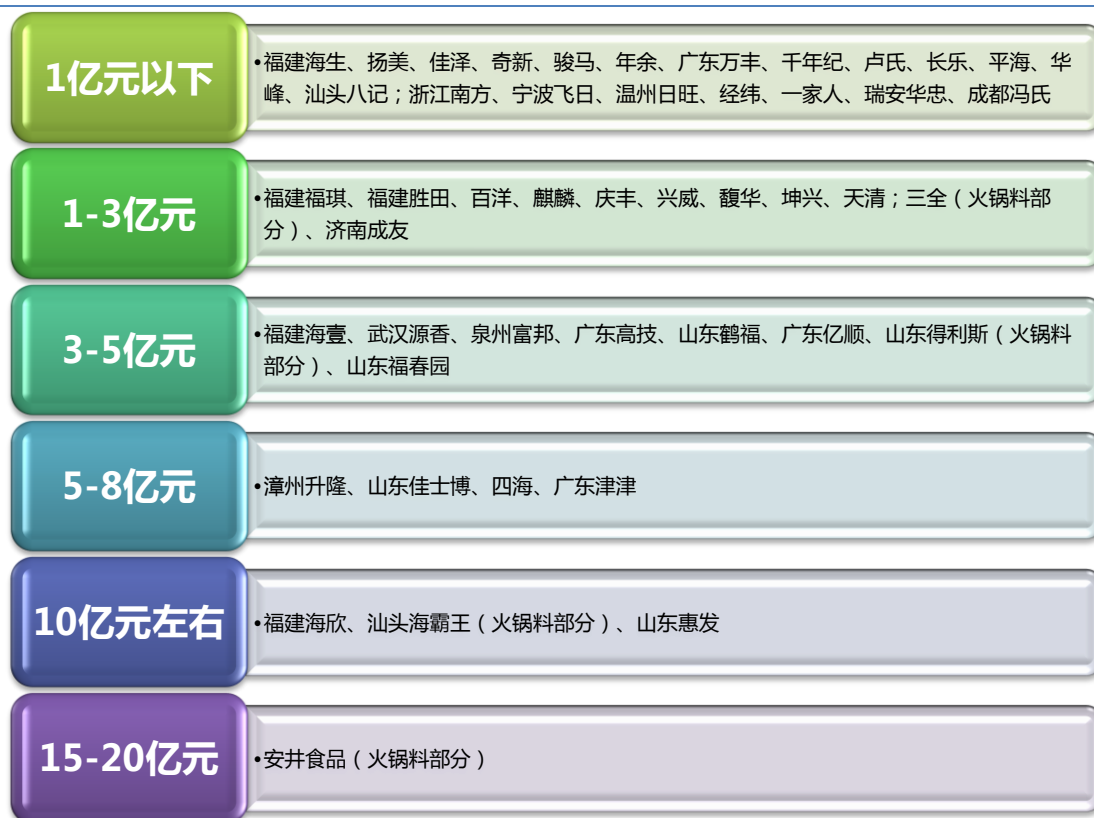 1亿元以下
•福建海生、扬美、佳泽、奇新、骏马、年余、广东万丰、千年纪、卢氏、长乐、平海、华
峰、汕头八记；浙江南方、宁波飞日、温州日旺、经纬、一家人、瑞安华忠、成都冯氏
1-3亿元
•福建福琪、福建胜田、百洋、麒麟、庆丰、兴威、馥华、坤兴、天清；三全（火锅料部
分）、济南成友
3-5亿元
•福建海壹、武汉源香、泉州富邦、广东高技、山东鹤福、广东亿顺、山东得利斯（火锅料
部分）、山东福春园
5-8亿元
•漳州升隆、山东佳士博、四海、广东津津
10亿元左右
•福建海欣、汕头海霸王（火锅料部分）、山东惠发
15-20亿元
•安井食品（火锅料部分）